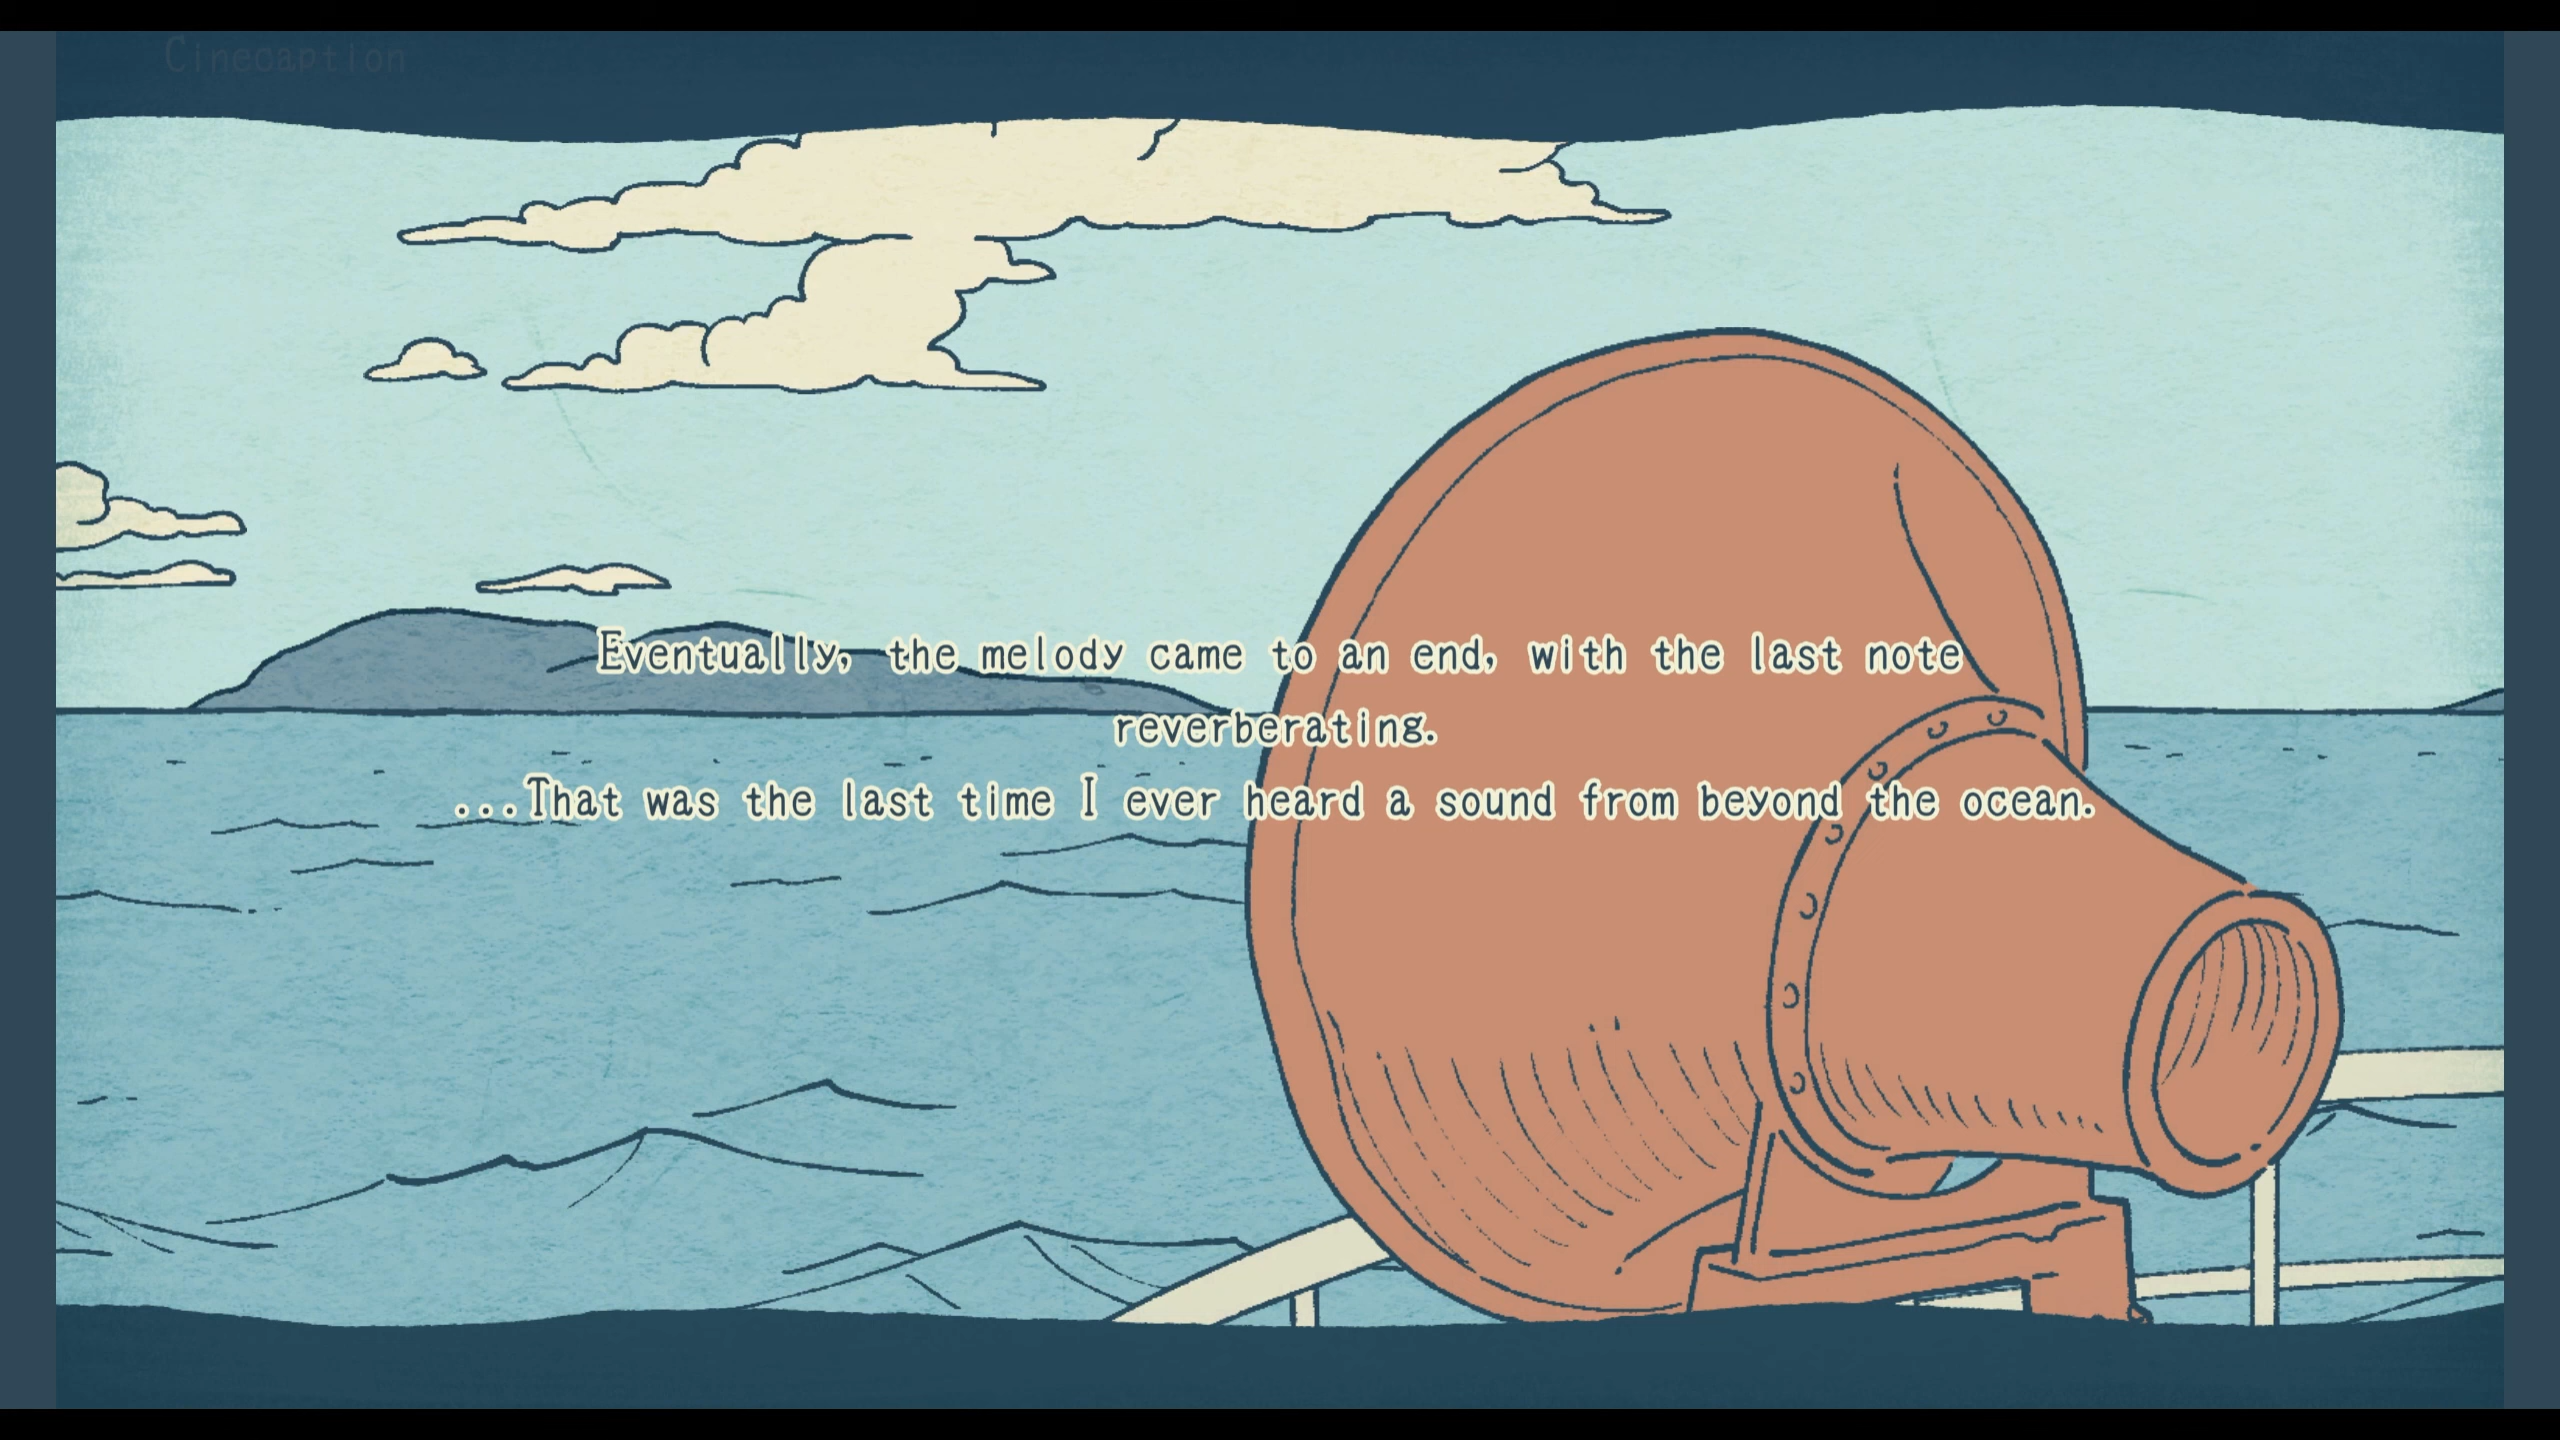 Cinecaption
Eventually, the melody came to an end, with the last note
reverberating.
...That was the last time I ever heard a sound from beyond the ocean.